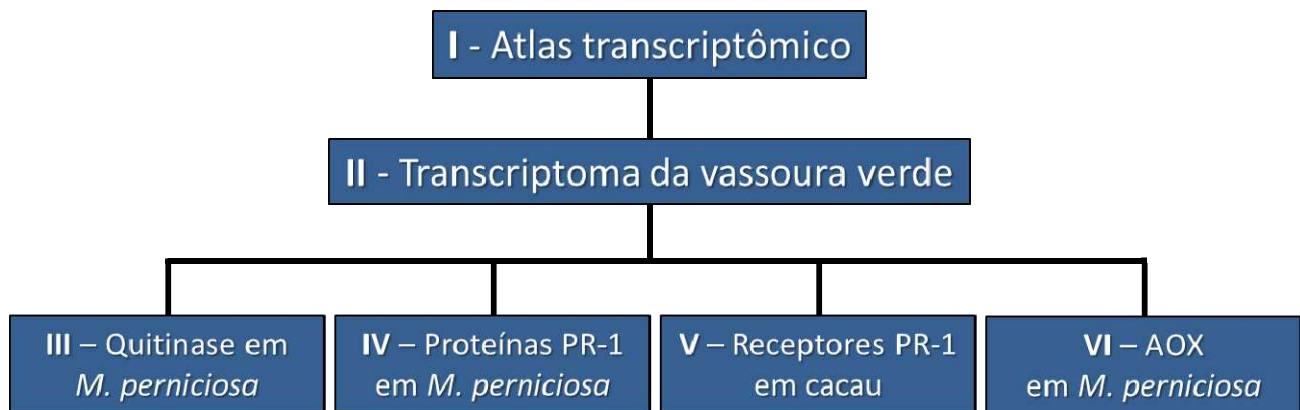 I - Atlas transcriptômico
II - Transcriptoma da vassoura verde
III – Quitinase em
M. perniciosa
IV – Proteínas PR-1
em M. perniciosa
V – Receptores PR-1
em cacau
VI – AOX
em M. perniciosa